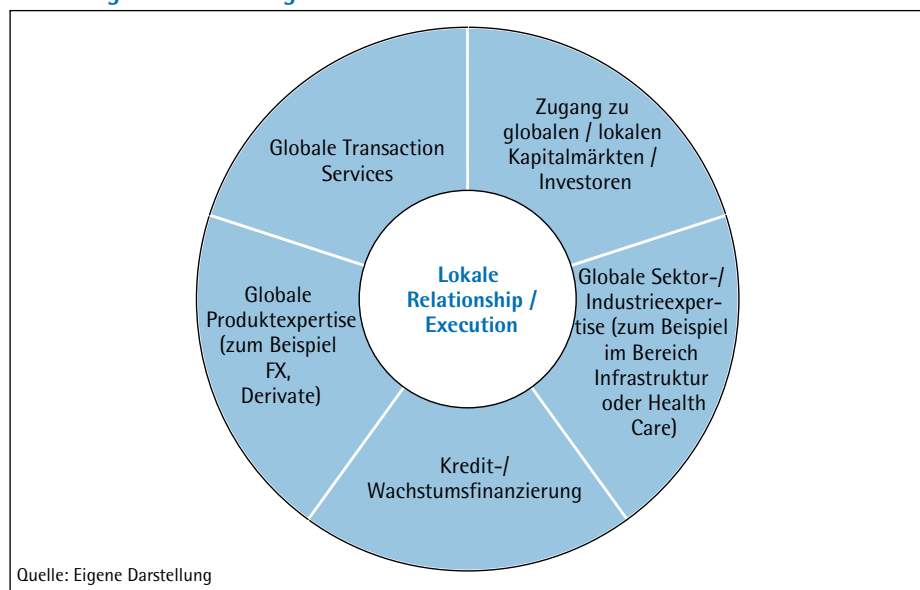 Globale Transaction
Services
Zugang zu
globalen / lokalen
Kapitalmärkten /
Investoren
Globale Sektor-/
Industrieexper-
tise (zum Beispiel
im Bereich
Infrastruktur
oder Health
Care)
Kredit-/
Wachstumsfinanzierung
Globale
Produktexpertise
(zum Beispiel
FX,
Derivate)
Lokale
Relationship /
Execution
Quelle: Eigene Darstellung